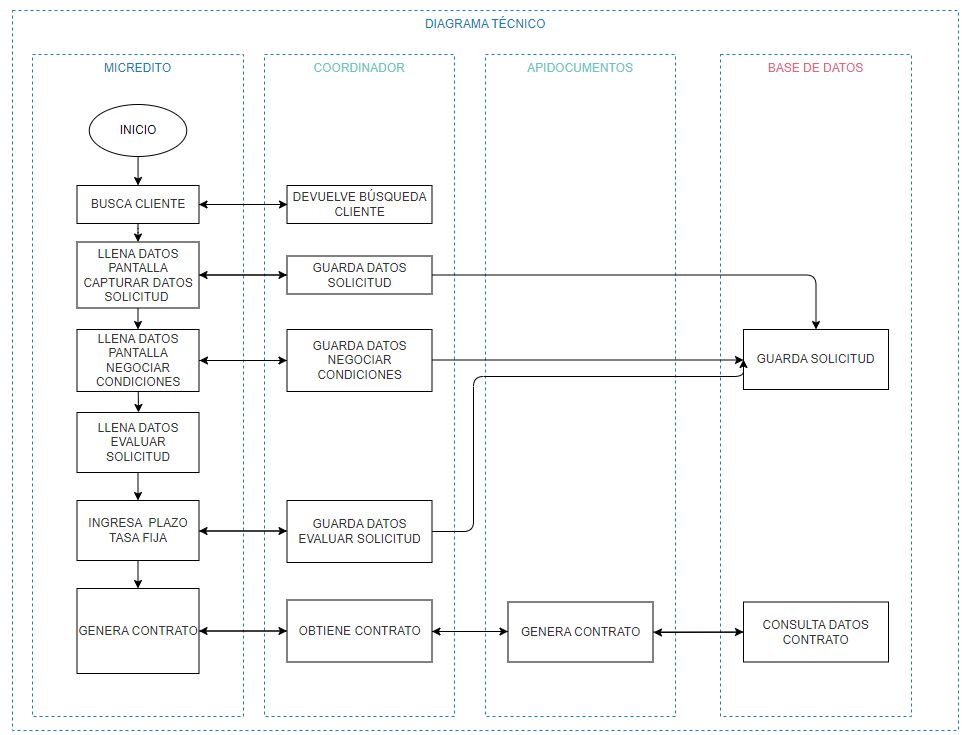 DIAGRAMA TÉCNICO
MICREDITO
COORDINADOR
APIDOCUMENTOS
BASE DE DATOS
INICIO
BUSCA CLIENTE
DEVUELVE BÚSQUEDA
CLIENTE
LLENA DATOS
PANTALLA
CAPTURAR DATOS
SOLICITUD
GUARDA DATOS
SOLICITUD
LLENA DATOS
PANTALLA
NEGOCIAR
CONDICIONES
GUARDA DATOS
NEGOCIAR
CONDICIONES
GUARDA SOLICITUD
LLENA DATOS
EVALUAR
SOLICITUD
INGRESA  PLAZO
TASA FIJA
GUARDA DATOS
EVALUAR SOLICITUD
GENERA CONTRATO
OBTIENE CONTRATO
GENERA CONTRATO
CONSULTA DATOS
CONTRATO